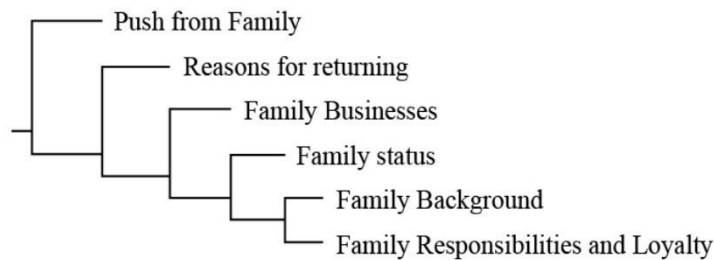 Push from Family
Reasons for returning
Family Businesses
Family status
Family Background
Family Responsibilities and Loyalty